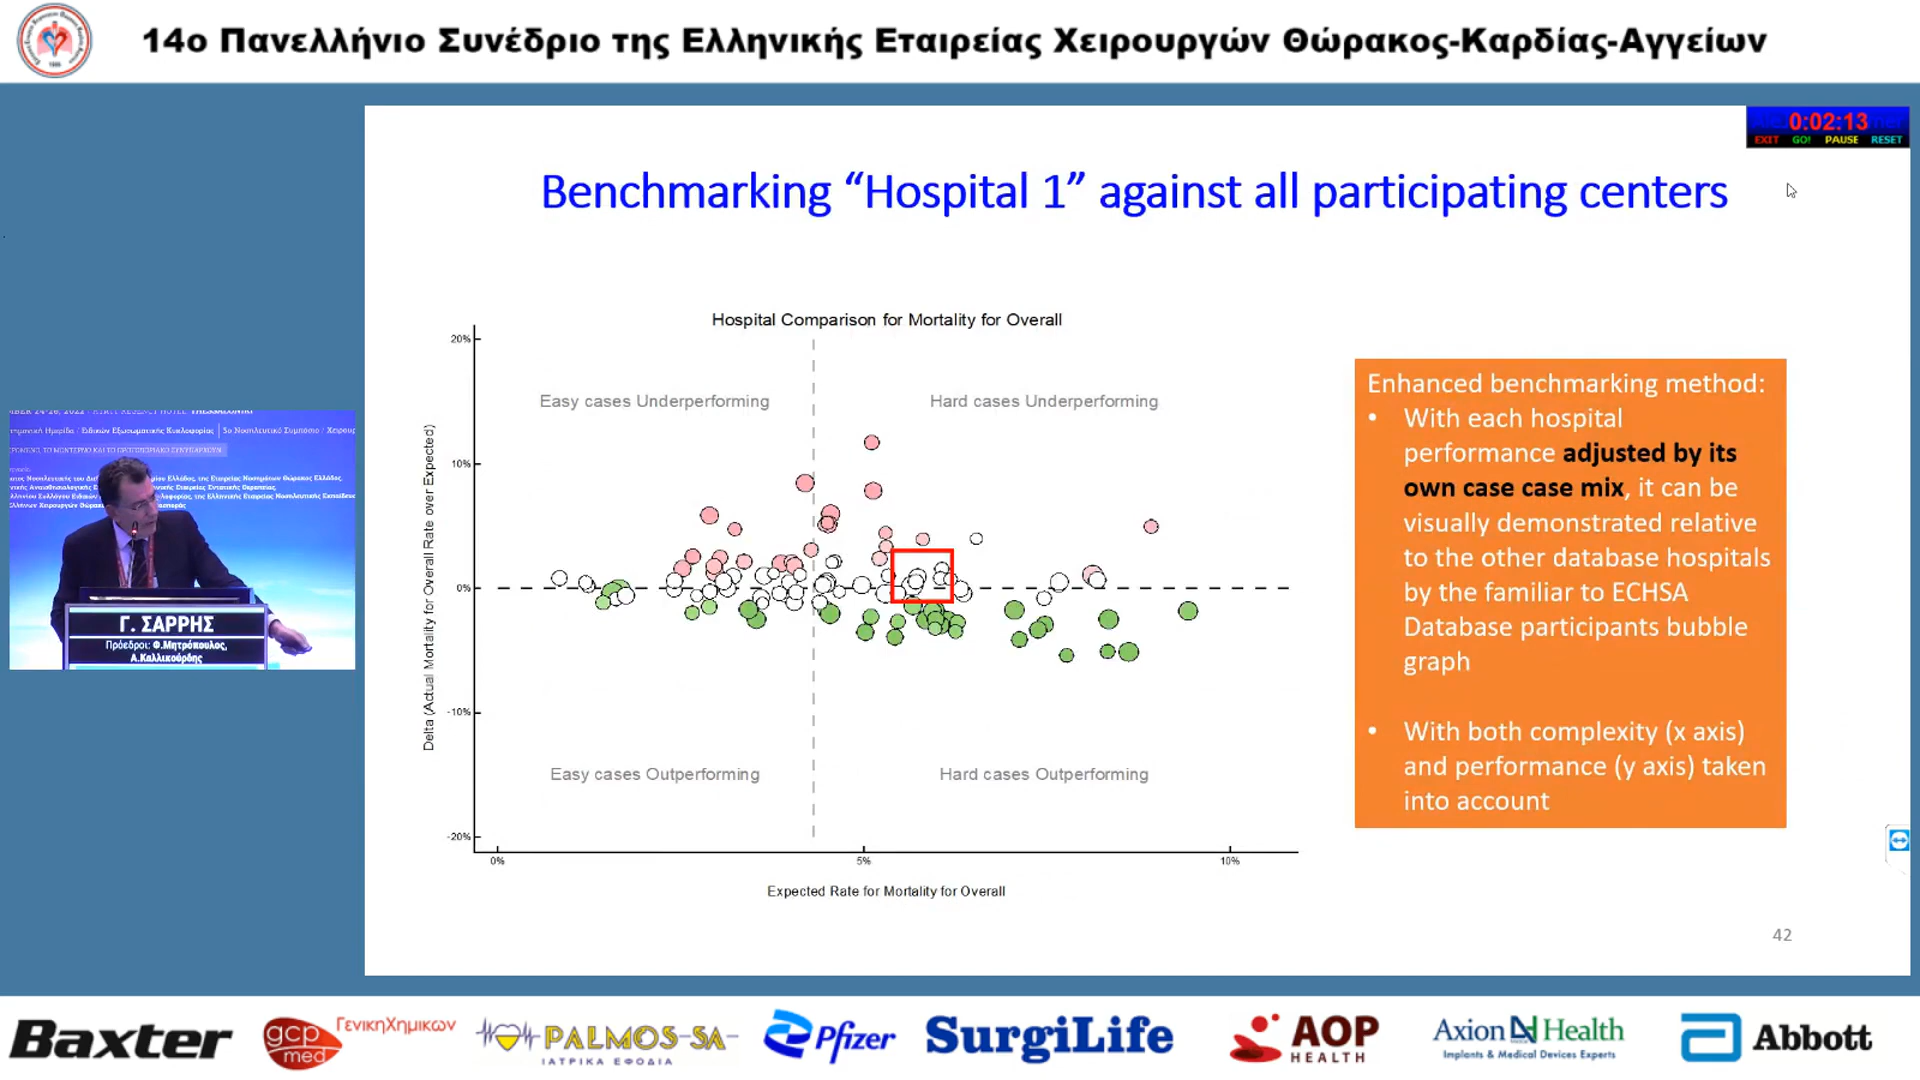 14ο Πανελλήνιο Συνέδριο της Ελληνικής Εταιρείας Χειρουργών Θώρακος-Καρδίας-Αγγείων
0:02:13
EXIT GO! PAUSE RESET
Benchmarking “Hospital 1” against all participating centers
Hospital Comparison for Mortality for Overall
20%
10%
0%
-10%
-20%
Delta (Actual Mortality for Overall Rate over Expected)
Easy cases Underperforming
Hard cases Underperforming
Easy cases Outperforming
Hard cases Outperforming
0%
5%
10%
Expected Rate for Mortality for Overall
Enhanced benchmarking method:
• With each hospital
performance adjusted by its
own case case mix, it can be
visually demonstrated relative
to the other database hospitals
by the familiar to ECHSA
Database participants bubble
graph
• With both complexity (x axis)
and performance (y axis) taken
into account
42
Γ. ΣΑΡΡΗΣ
Πρόεδροι: Φ.Μητρόπουλος,
Α.Καλλικούρδης
Baxter
gcp
med
ΓενικηΧημικων
PALMOS-SA
ΙΑΤΡΙΚΑ ΕΦΟΔΙΑ
Pfizer
SurgiLife
AOP
HEALTH
Axion Health
Implants & Medical Devices Experts
Abbott